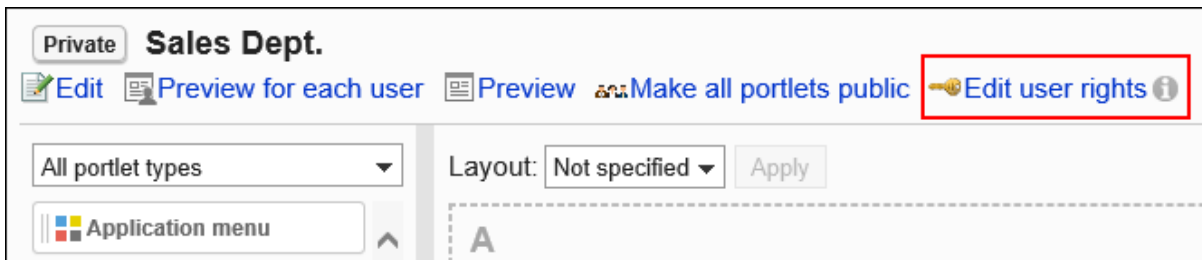 Private Sales Dept.
Edit Preview for each user Preview Make all portlets public Edit user rights
All portlet types Layout: Not specified Apply
Application menu A